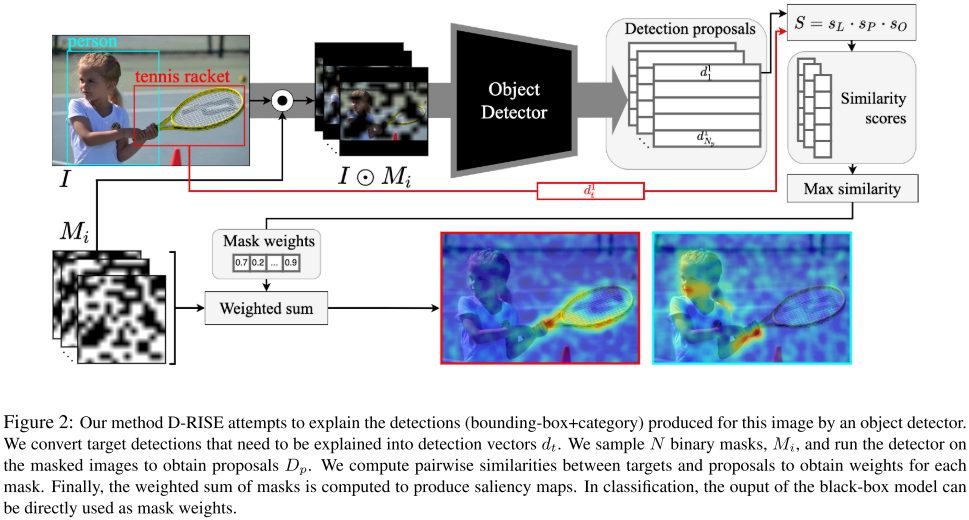 person
tennis racket
I
I ⊙ M_i
Object
Detector
Detection proposals
d_1^1
d_{N_p}^1
S = s_L · s_P · s_O
Similarity
scores
Max similarity
d_t^1
M_i
Mask weights
0.7 0.2 ... 0.9
Weighted sum
Figure 2: Our method D-RISE attempts to explain the detections (bounding-box+category) produced for this image by an object detector.
We convert target detections that need to be explained into detection vectors d_t. We sample N binary masks, M_i, and run the detector on
the masked images to obtain proposals D_p. We compute pairwise similarities between targets and proposals to obtain weights for each
mask. Finally, the weighted sum of masks is computed to produce saliency maps. In classification, the ouput of the black-box model can
be directly used as mask weights.